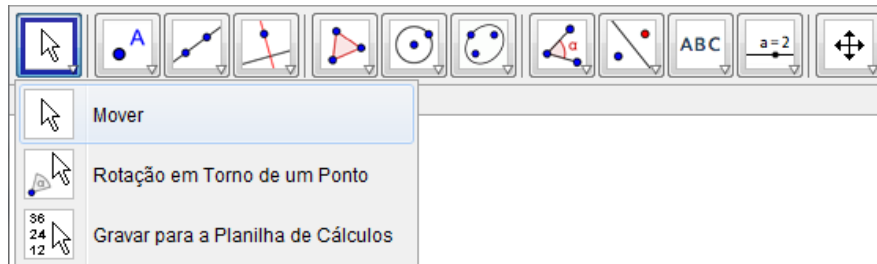 A α ABC a=2
Mover
Rotação em Torno de um Ponto
36
24
12
Gravar para a Planilha de Cálculos